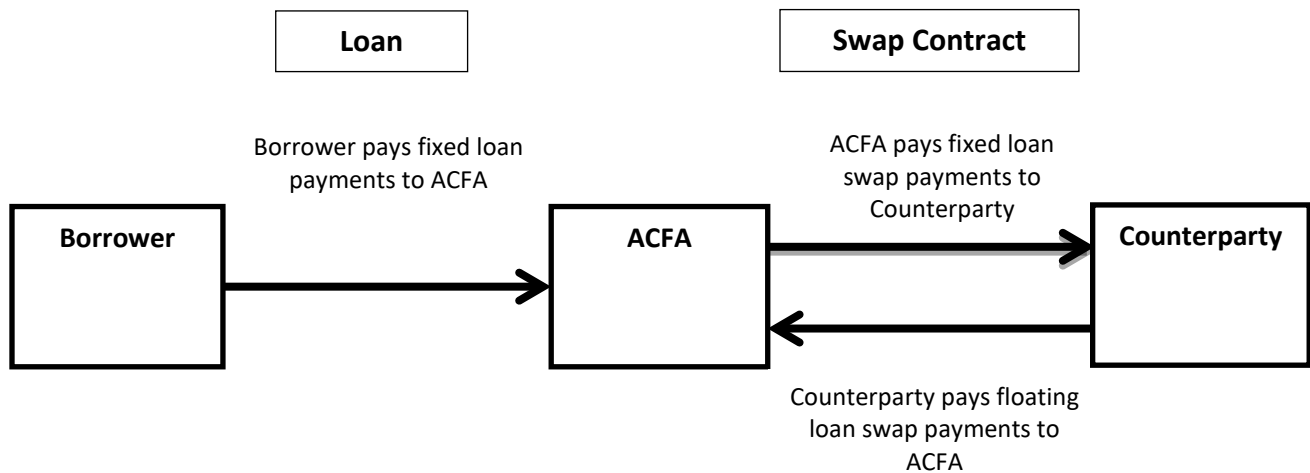 Loan
Swap Contract
Borrower pays fixed loan
payments to ACFA
ACFA pays fixed loan
swap payments to
Counterparty
Borrower
ACFA
Counterparty
Counterparty pays floating
loan swap payments to
ACFA